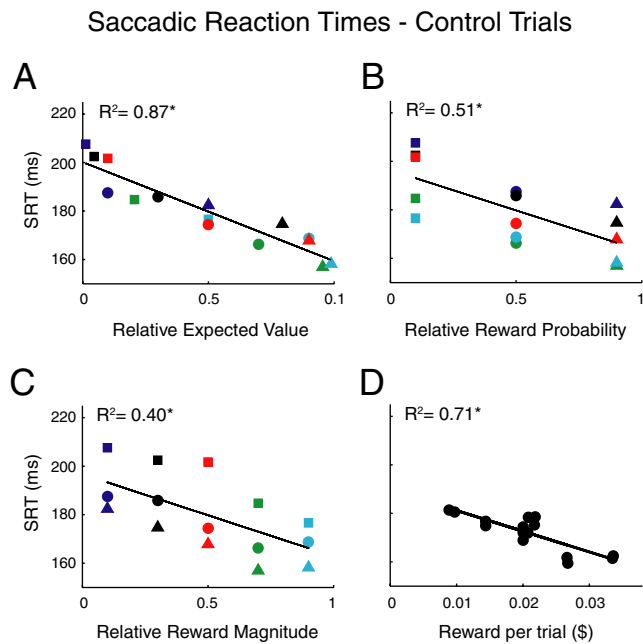 Saccadic Reaction Times - Control Trials
A
B
R²= 0.87*
R²= 0.51*
220
200
180
160
SRT (ms)
0
0.5
0.1
0
0.5
1
Relative Expected Value
Relative Reward Probability
C
D
R²= 0.40*
R²= 0.71*
220
200
180
160
SRT (ms)
0
0.5
1
0
0.01
0.02
0.03
Relative Reward Magnitude
Reward per trial ($)